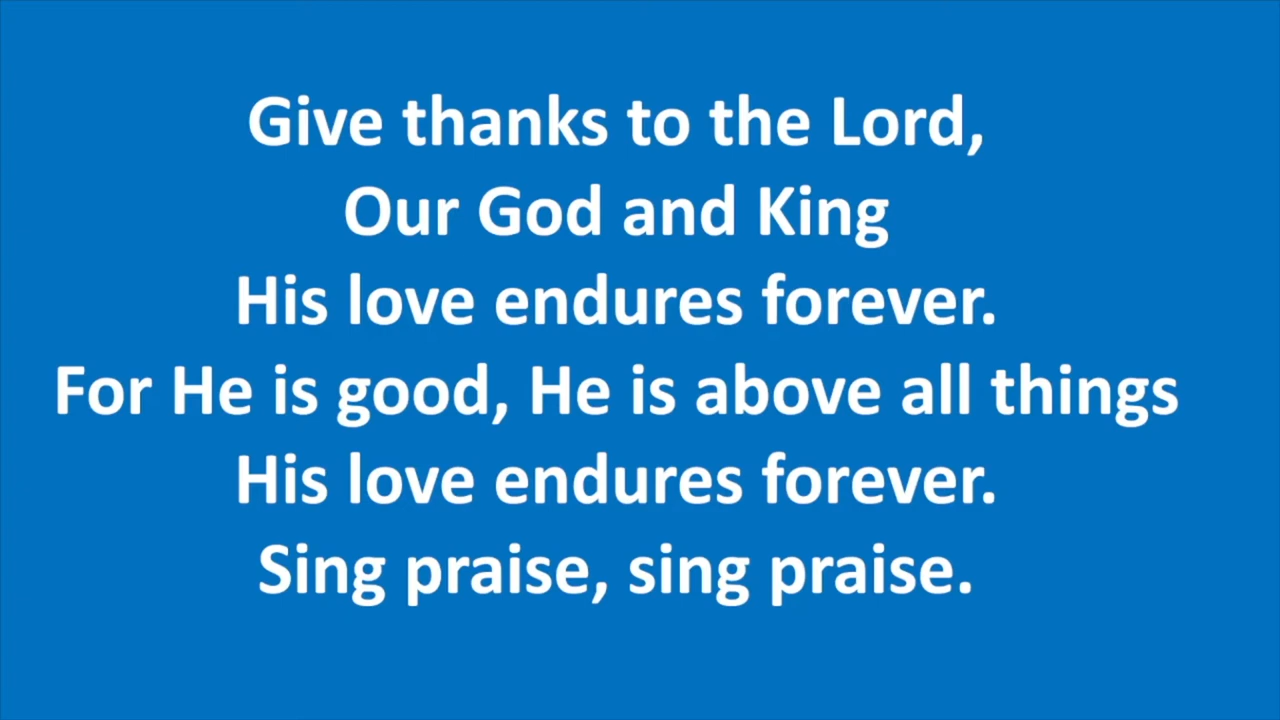 Give thanks to the Lord,
Our God and King
His love endures forever.
For He is good, He is above all things
His love endures forever.
Sing praise, sing praise.